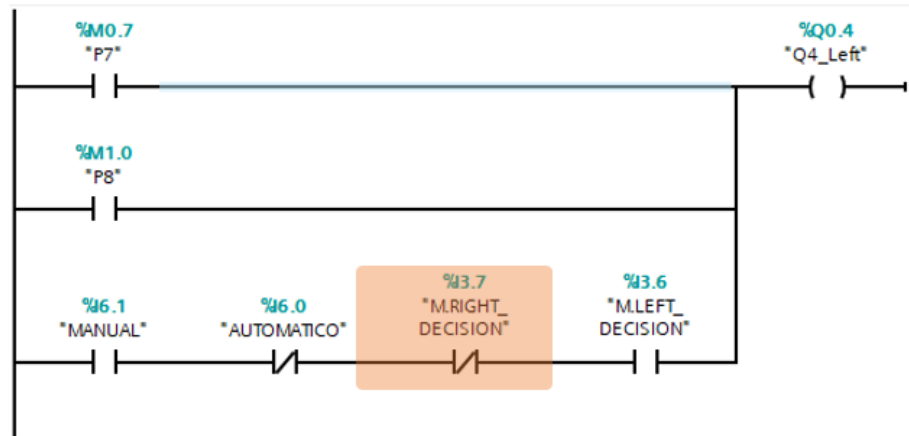 %M0.7
"P7"
%Q0.4
"Q4_Left"
%M1.0
"P8"
%I6.1
"MANUAL"
%I6.0
"AUTOMATICO"
%I3.7
"M.RIGHT_
DECISION"
%I3.6
"M.LEFT_
DECISION"